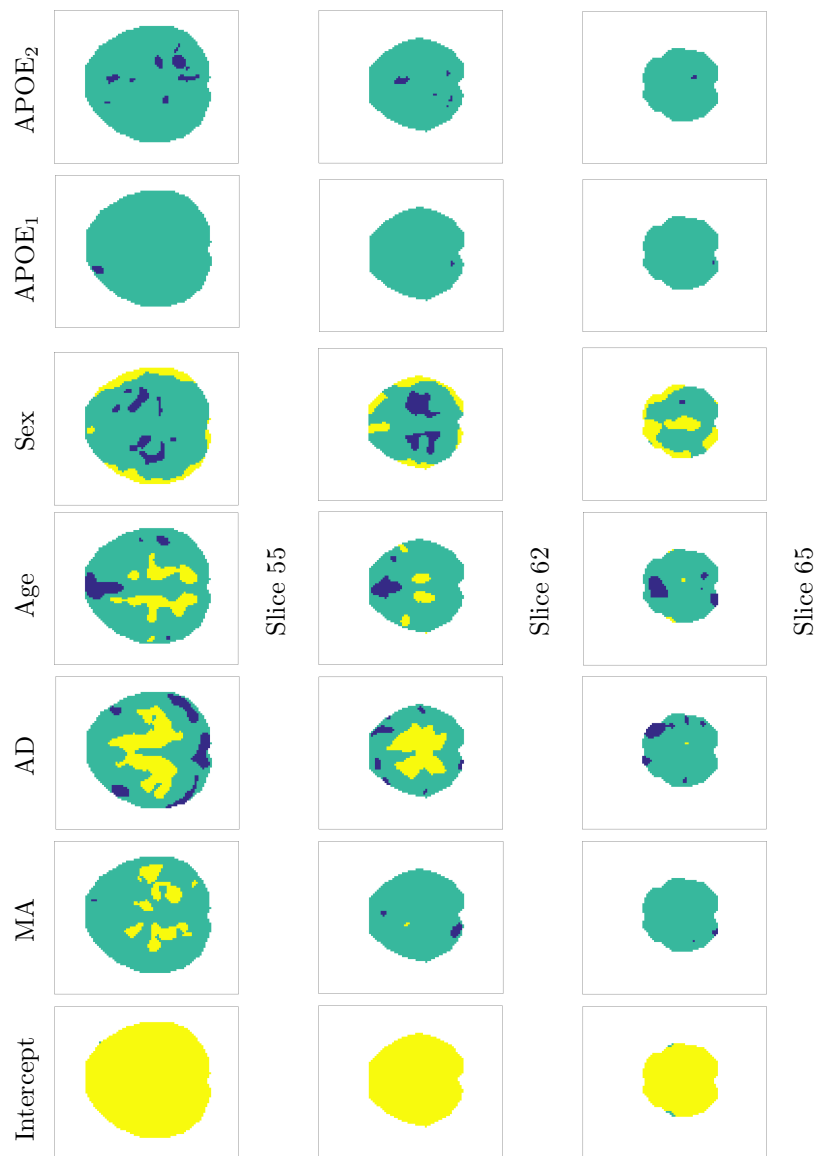 Intercept
MA
AD
Age
Sex
APOE₁
APOE₂
Slice 55
Slice 62
Slice 65